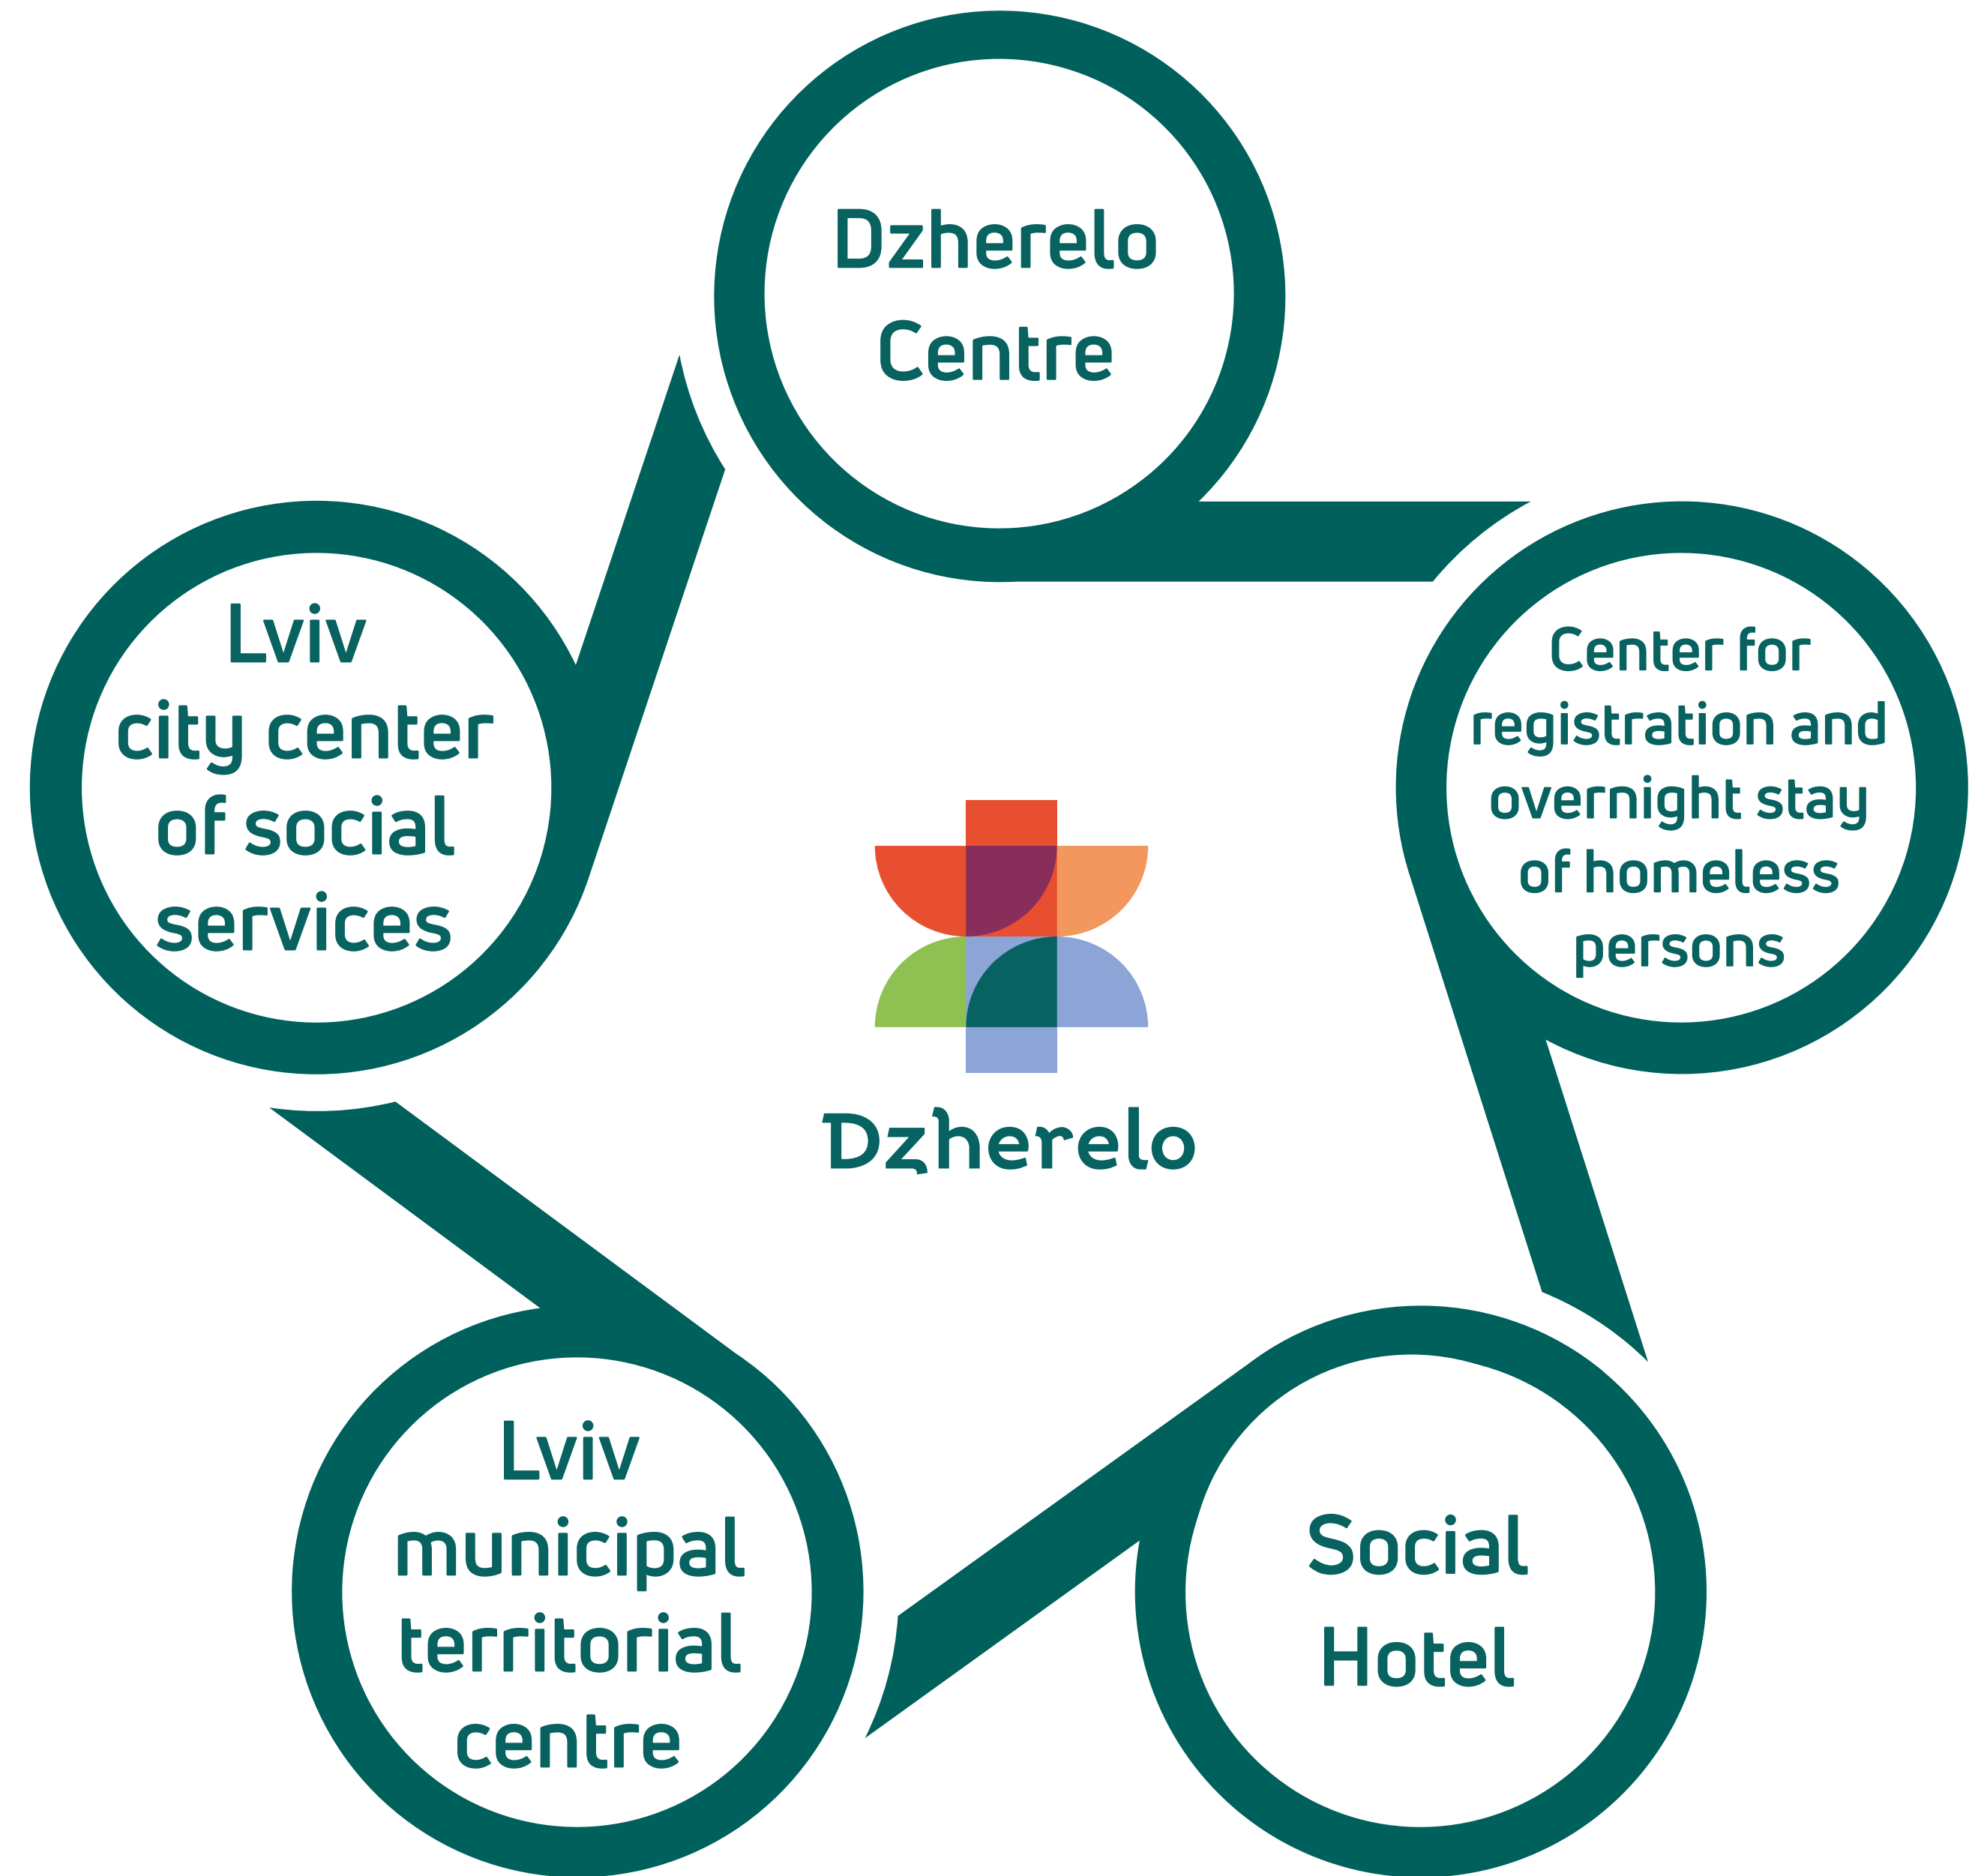 Dzherelo
Centre
Lviv
city center
of social
services
Center for
registration and
overnight stay
of homeless
persons
Dzherelo
Lviv
municipal
territorial
centre
Social
Hotel